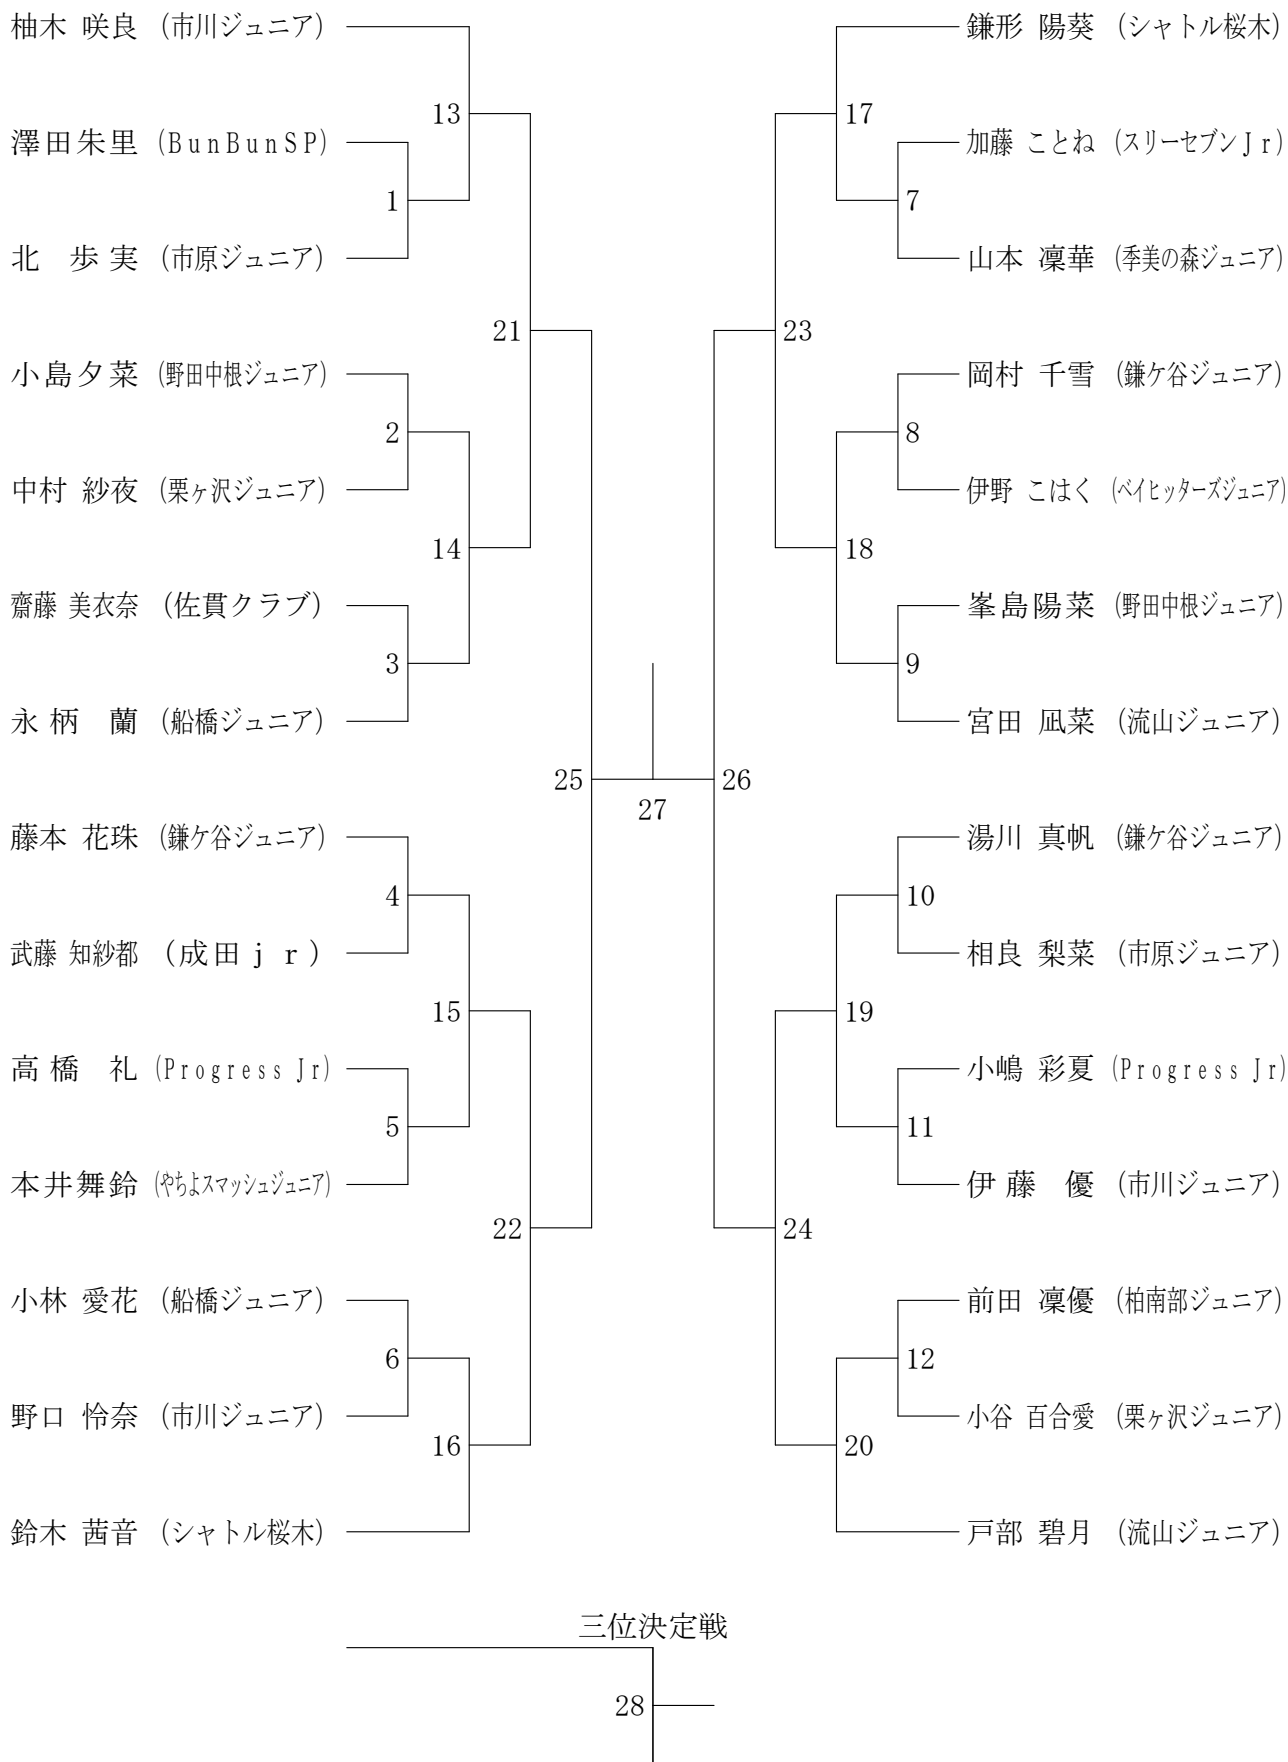 柚木 咲良 (市川ジュニア)
13
澤田朱里 (BunBunSP)
1
北 歩実 (市原ジュニア)
21
小島夕菜 (野田中根ジュニア)
2
中村 紗夜 (栗ヶ沢ジュニア)
14
齋藤 美衣奈 (佐貫クラブ)
3
永柄 蘭 (船橋ジュニア)
25
藤本 花珠 (鎌ケ谷ジュニア)
4
武藤 知紗都 (成田ｊｒ)
15
高橋 礼 (Progress Jr)
5
本井舞鈴 (やちよスマッシュジュニア)
22
小林 愛花 (船橋ジュニア)
6
野口 怜奈 (市川ジュニア)
16
鈴木 茜音 (シャトル桜木)
27
鎌形 陽葵 (シャトル桜木)
17
加藤 ことね (スリーセブンＪｒ)
7
山本 凜華 (季美の森ジュニア)
23
岡村 千雪 (鎌ケ谷ジュニア)
8
伊野 こはく (ベイヒッターズジュニア)
18
峯島陽菜 (野田中根ジュニア)
9
宮田 凪菜 (流山ジュニア)
26
湯川 真帆 (鎌ケ谷ジュニア)
10
相良 梨菜 (市原ジュニア)
19
小嶋 彩夏 (Progress Jr)
11
伊藤 優 (市川ジュニア)
24
前田 凜優 (柏南部ジュニア)
12
小谷 百合愛 (栗ヶ沢ジュニア)
20
戸部 碧月 (流山ジュニア)
三位決定戦
28